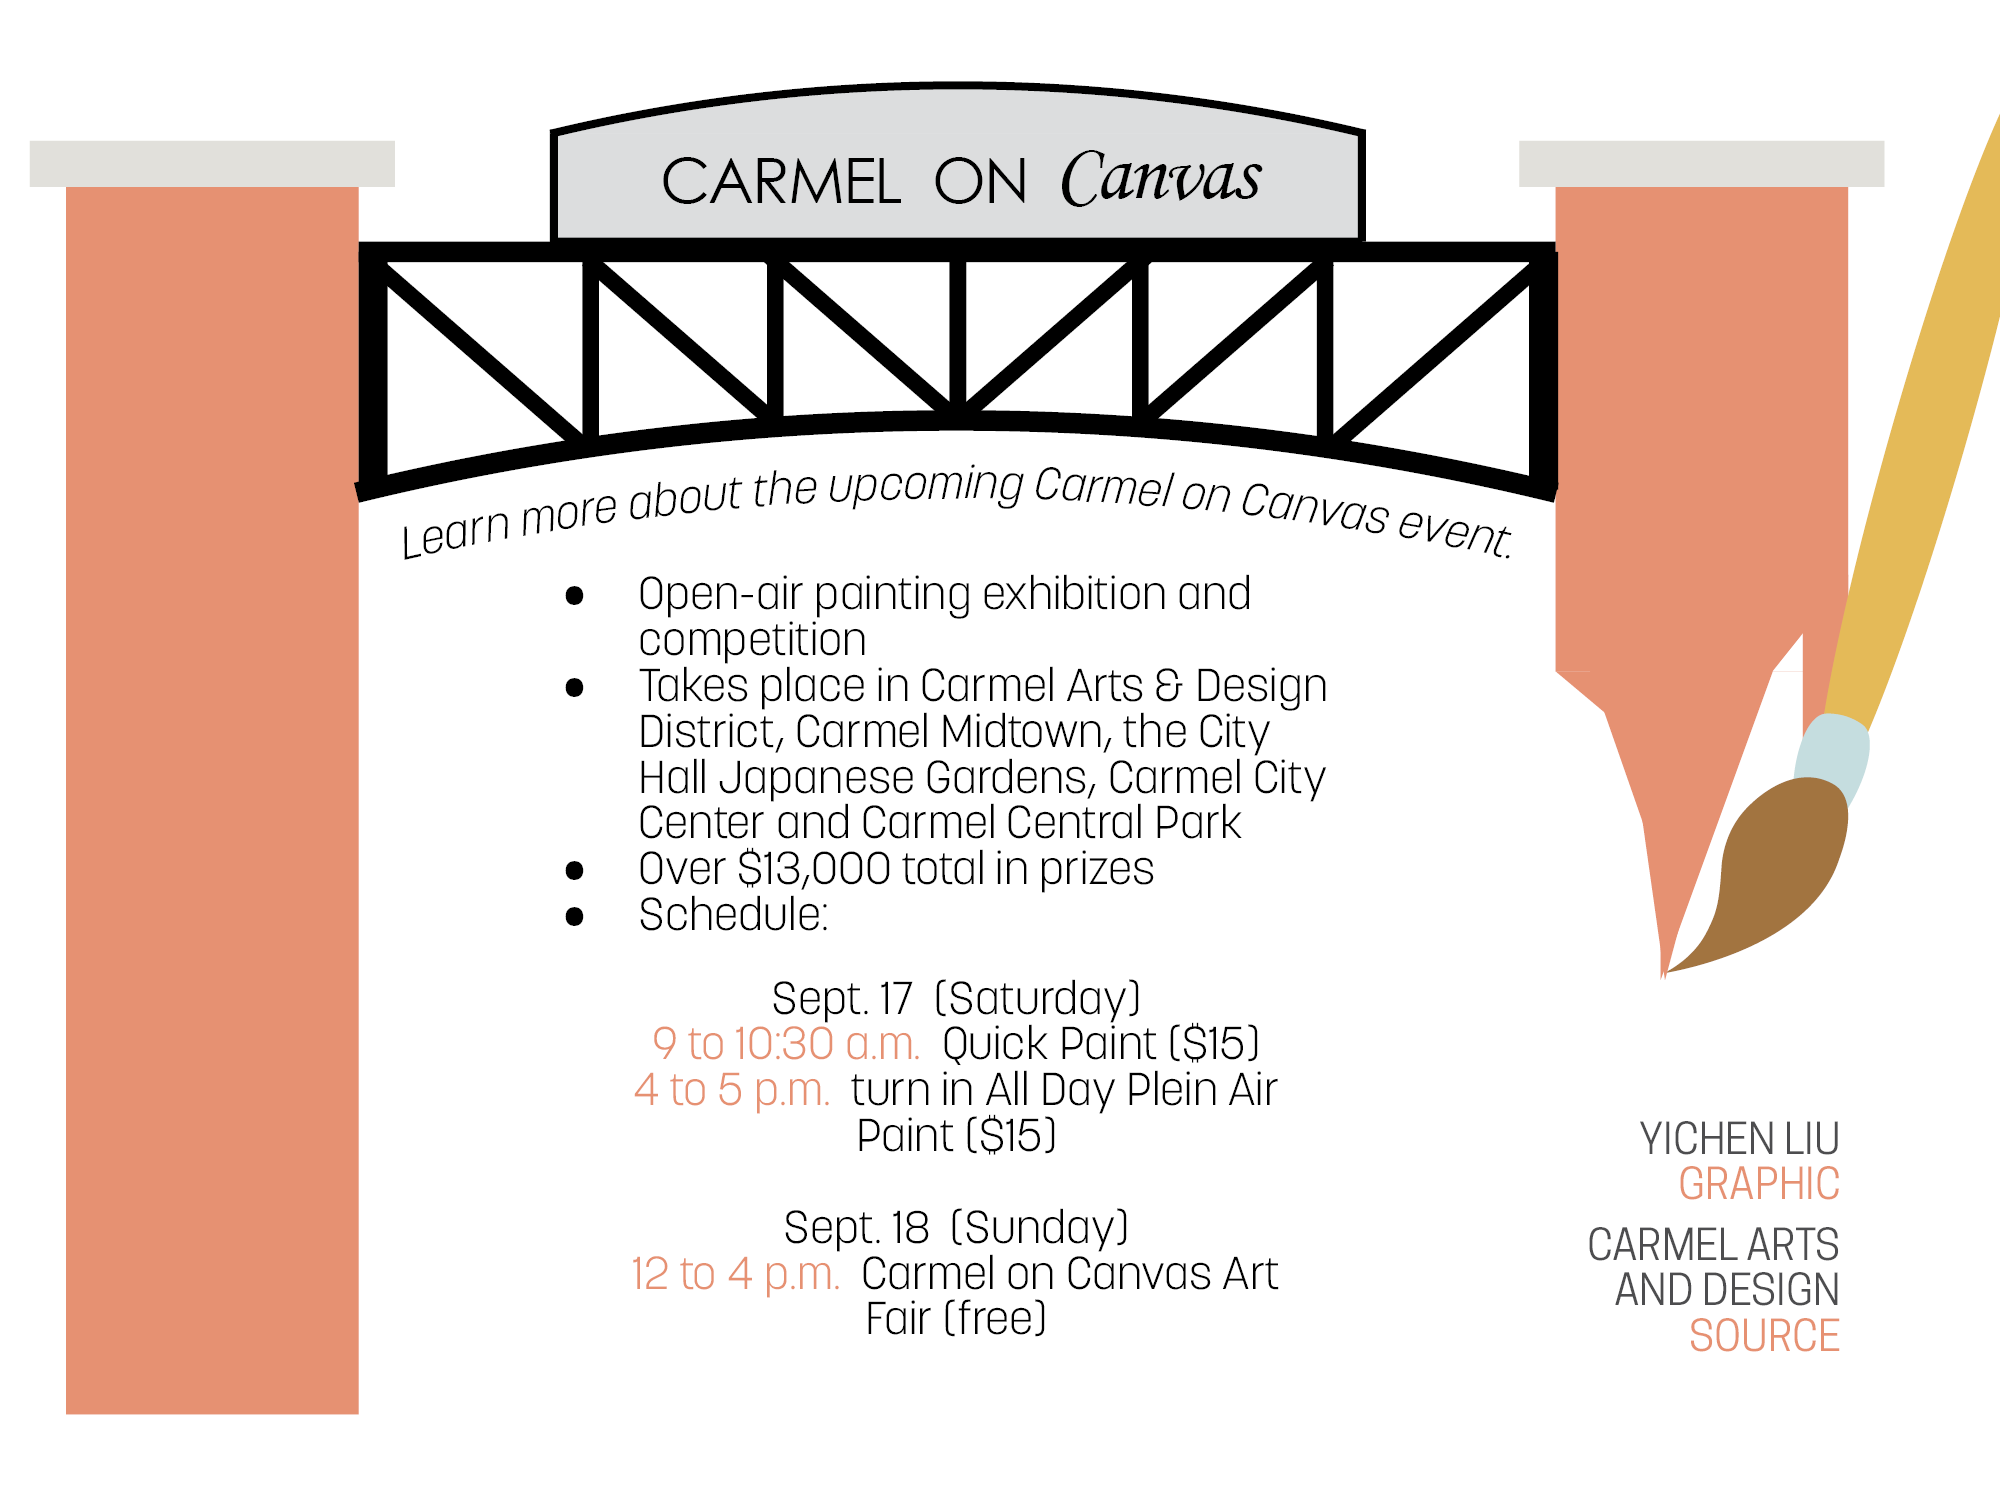 CARMEL ON Canvas
Learn more about the upcoming Carmel on Canvas event.
● Open-air painting exhibition and
competition
● Takes place in Carmel Arts & Design
District, Carmel Midtown, the City
Hall Japanese Gardens, Carmel City
Center and Carmel Central Park
● Over $13,000 total in prizes
● Schedule:
Sept. 17 (Saturday)
9 to 10:30 a.m. Quick Paint ($15)
4 to 5 p.m. turn in All Day Plein Air
Paint ($15)
Sept. 18 (Sunday)
12 to 4 p.m. Carmel on Canvas Art
Fair (free)
YICHEN LIU
GRAPHIC
CARMEL ARTS
AND DESIGN
SOURCE